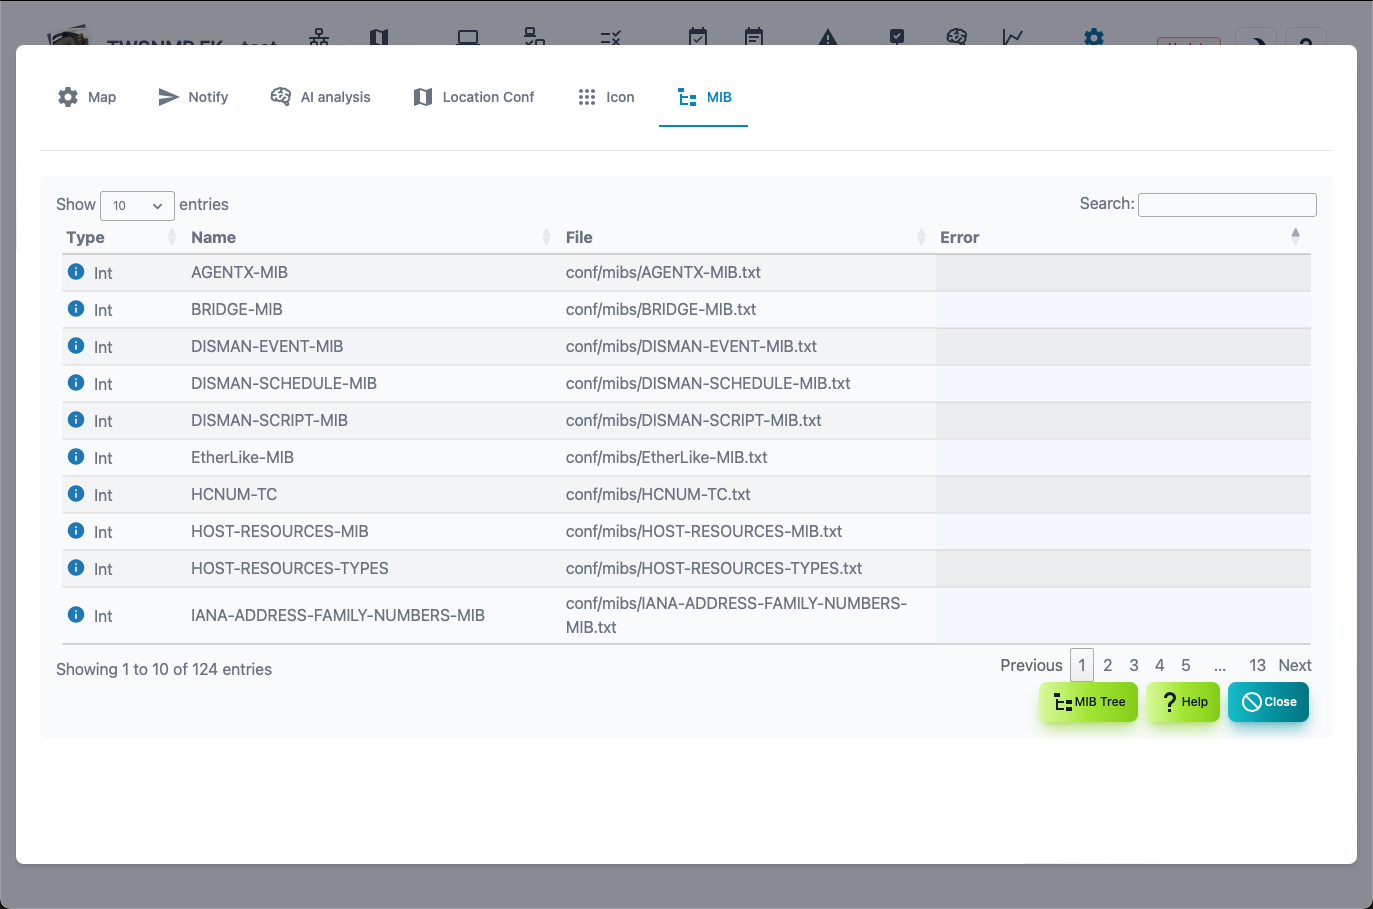 Map Notify AI analysis Location Conf Icon MIB
Show 10 entries Search:
Type Name File Error
Int AGENTX-MIB conf/mibs/AGENTX-MIB.txt
Int BRIDGE-MIB conf/mibs/BRIDGE-MIB.txt
Int DISMAN-EVENT-MIB conf/mibs/DISMAN-EVENT-MIB.txt
Int DISMAN-SCHEDULE-MIB conf/mibs/DISMAN-SCHEDULE-MIB.txt
Int DISMAN-SCRIPT-MIB conf/mibs/DISMAN-SCRIPT-MIB.txt
Int EtherLike-MIB conf/mibs/EtherLike-MIB.txt
Int HCNUM-TC conf/mibs/HCNUM-TC.txt
Int HOST-RESOURCES-MIB conf/mibs/HOST-RESOURCES-MIB.txt
Int HOST-RESOURCES-TYPES conf/mibs/HOST-RESOURCES-TYPES.txt
Int IANA-ADDRESS-FAMILY-NUMBERS-MIB conf/mibs/IANA-ADDRESS-FAMILY-NUMBERS-
MIB.txt
Showing 1 to 10 of 124 entries Previous 1 2 3 4 5 ... 13 Next
MIB Tree ? Help Close